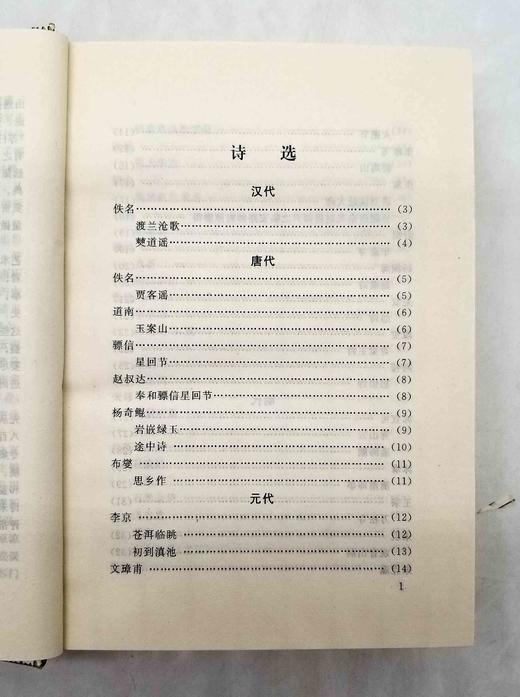 诗选
汉代
佚名……(3)
渡兰沧歌……(3)
僰道谣……(4)
唐代
佚名……(5)
贾客谣……(5)
道南……(6)
玉案山……(6)
骠信……(7)
星回节……(7)
赵叔达……(8)
奉和骠信星回节……(8)
杨奇鲲……(9)
岩嵌绿玉……(9)
途中诗……(10)
布燮……(11)
思乡作……(11)
元代
李京……(12)
苍洱临眺……(12)
初到滇池……(13)
文璋甫……(14)
1